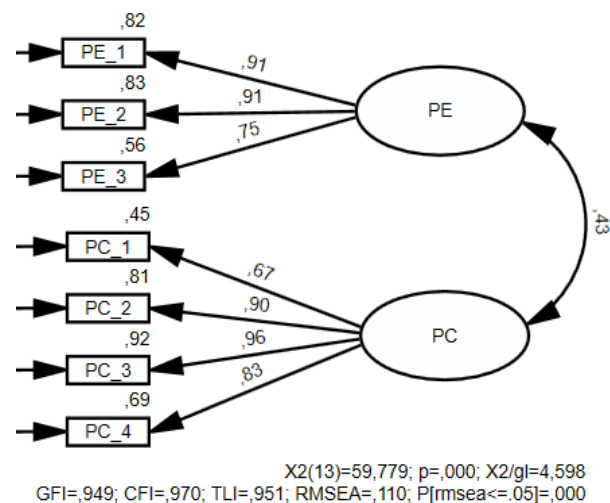 ,82
PE_1
,91
,83
PE_2
,91
PE
,56
PE_3
,75
,43
,45
PC_1
,67
,81
PC_2
,90
PC
,92
PC_3
,96
,69
PC_4
,83
X2(13)=59,779; p=,000; X2/gl=4,598
GFI=,949; CFI=,970; TLI=,951; RMSEA=,110; P[rmsea<=.05]=,000